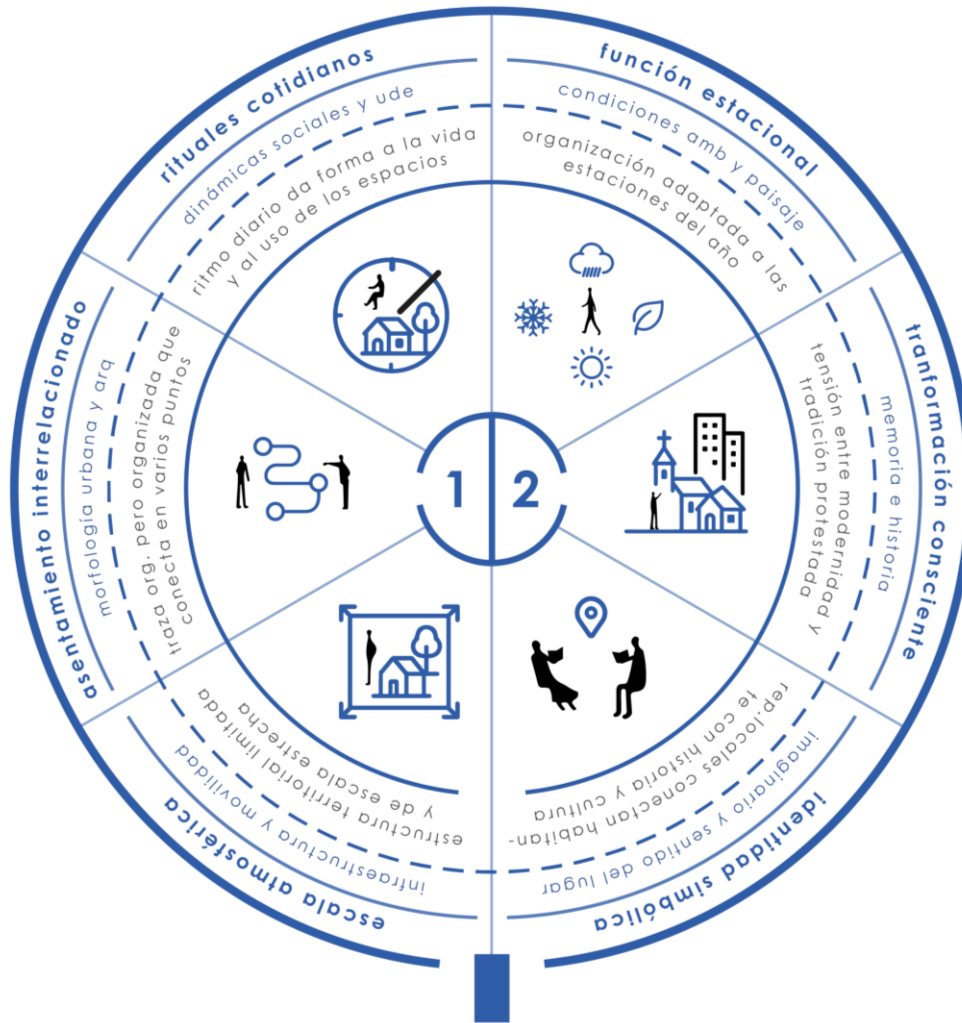 rituales cotidianos
dinámicas sociales y ude
ritmo diario da forma a la vida
y al uso de los espacios
función estacional
condiciones amb y paisaje
organización adaptada a las
estaciones del año
tranformación consciente
memoria e historia
tensión entre modernidad y
tradición protestada
identidad simbólica
imaginario y sentido del lugar
rep.locales conectan habitan-
te con historia y cultura
escala atmosférica
infraestructura y movilidad
estructura territorial limitada
y de escala estrecha
asentamiento interrelacionado
morfología urbana y arq
traza org. pero organizada que
conecta en varios puntos
1 2